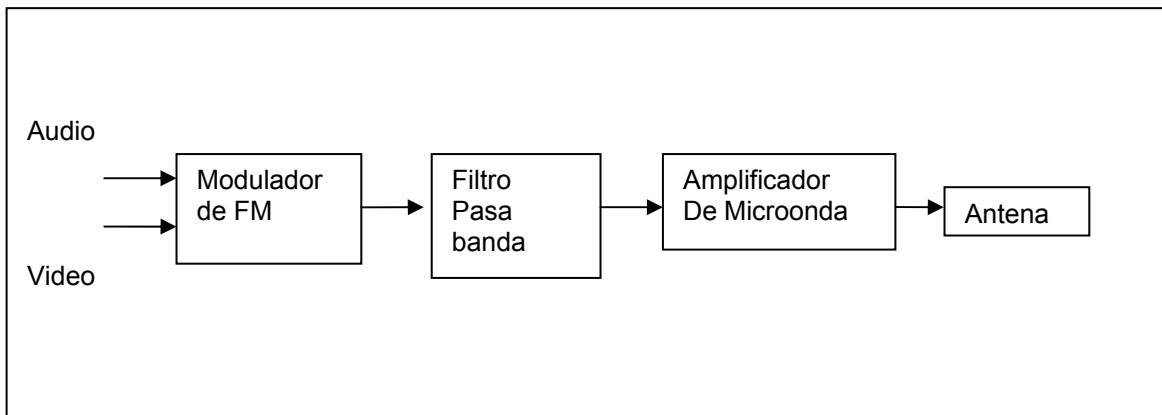 Audio
Modulador
de FM
Filtro
Pasa
banda
Amplificador
De Microonda
Antena
Video